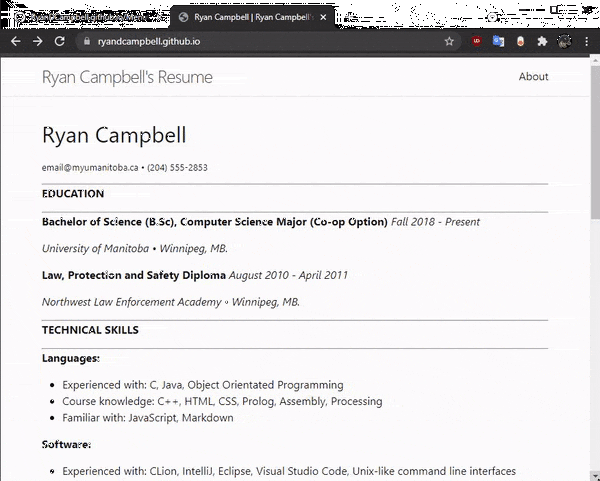 Ryan Campbell | Ryan Campbell's
ryandcampbell.github.io
Ryan Campbell's Resume
About
Ryan Campbell
email@myumanitoba.ca • (204) 555-2853
EDUCATION
Bachelor of Science (B.Sc), Computer Science Major (Co-op Option) Fall 2018 - Present
University of Manitoba • Winnipeg, MB.
Law, Protection and Safety Diploma August 2010 - April 2011
Northwest Law Enforcement Academy • Winnipeg, MB.
TECHNICAL SKILLS
Languages:
• Experienced with: C, Java, Object Orientated Programming
• Course knowledge: C++, HTML, CSS, Prolog, Assembly, Processing
• Familiar with: JavaScript, Markdown
Software:
• Experienced with: CLion, IntelliJ, Eclipse, Visual Studio Code, Unix-like command line interfaces